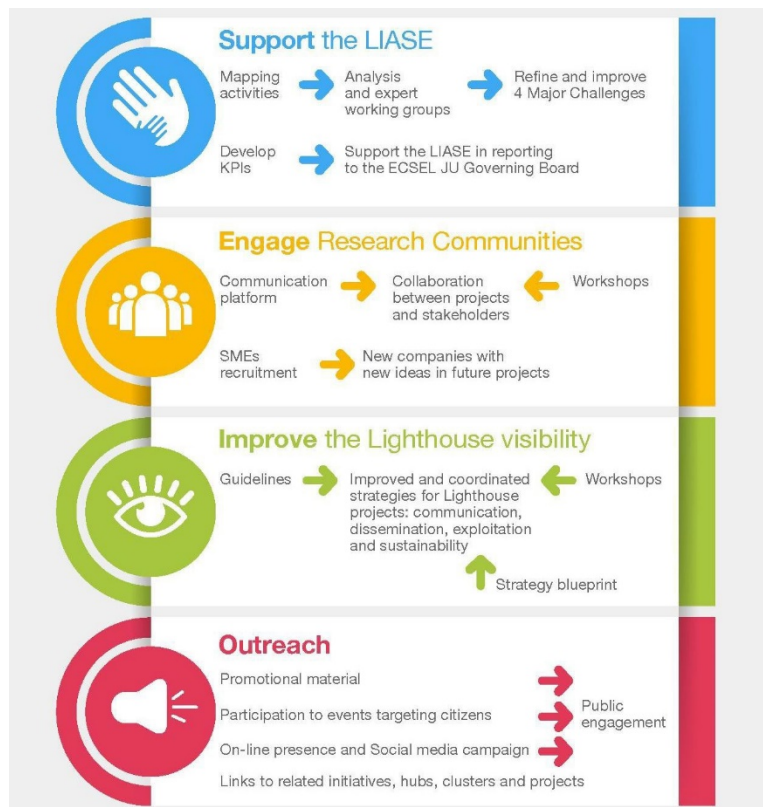 Support the LIASE
Mapping
activities
Analysis
and expert
working groups
Refine and improve
4 Major Challenges
Develop
KPIs
Support the LIASE in reporting
to the ECSEL JU Governing Board
Engage Research Communities
Communication
platform
Collaboration
between projects
and stakeholders
Workshops
SMEs
recruitment
New companies with
new ideas in future projects
Improve the Lighthouse visibility
Guidelines
Improved and coordinated
strategies for Lighthouse
projects: communication,
dissemination, exploitation
and sustainability
Workshops
Strategy blueprint
Outreach
Promotional material
Participation to events targeting citizens
On-line presence and Social media campaign
Public
engagement
Links to related initiatives, hubs, clusters and projects